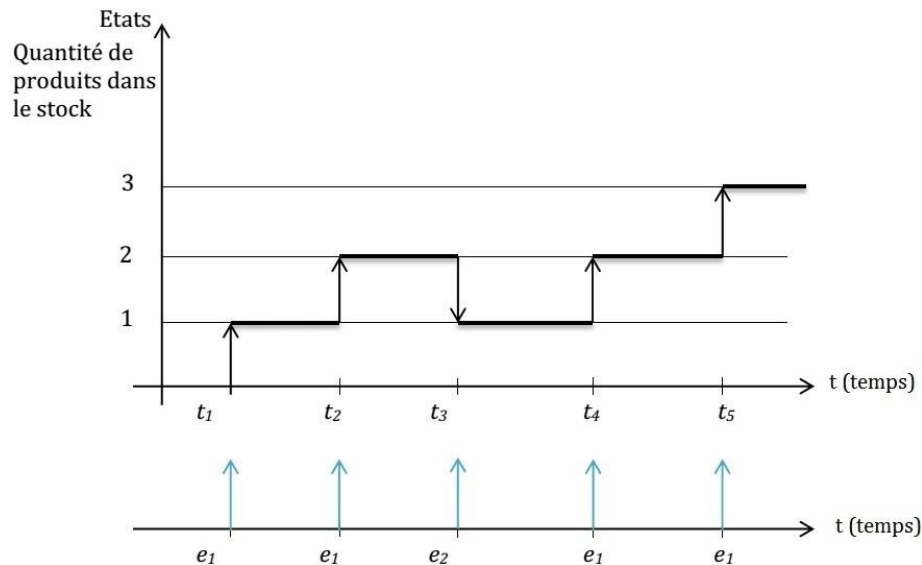 Etats
Quantité de
produits dans
le stock
3
2
1
t (temps)
t1 t2 t3 t4 t5
t (temps)
e1 e1 e2 e1 e1